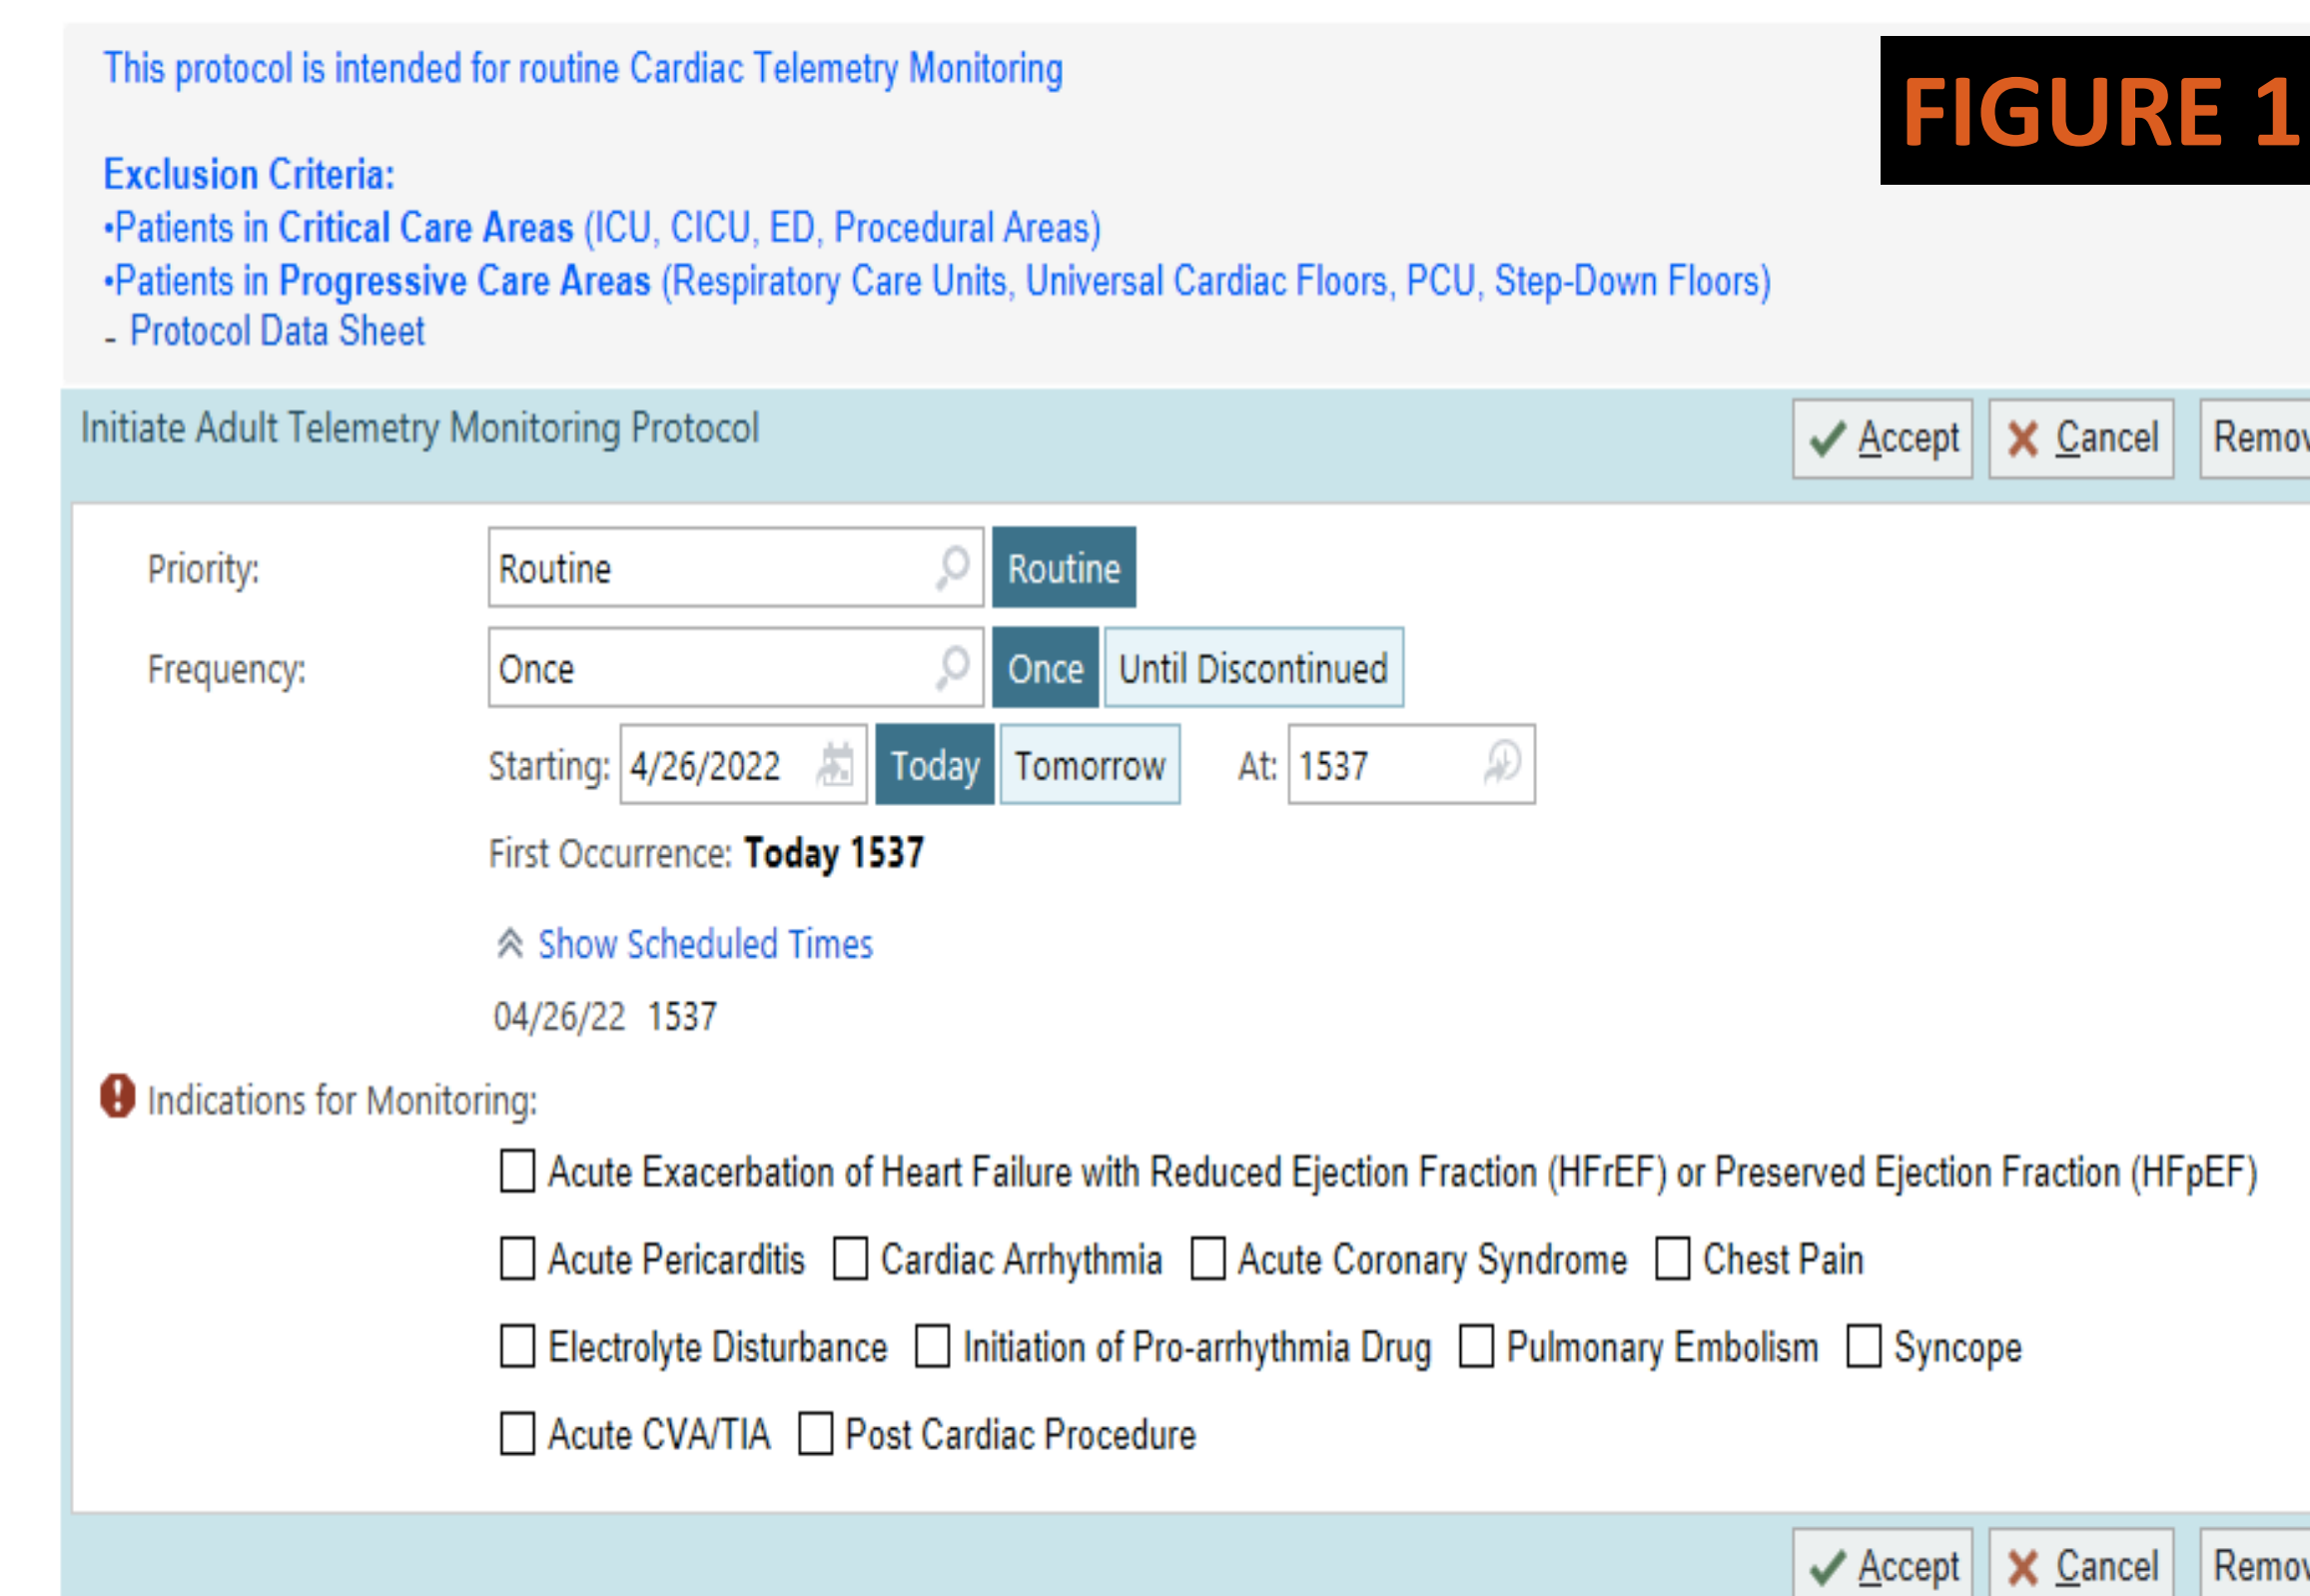 This protocol is intended for routine Cardiac Telemetry Monitoring
FIGURE 1
Exclusion Criteria:
•Patients in Critical Care Areas (ICU, CICU, ED, Procedural Areas)
•Patients in Progressive Care Areas (Respiratory Care Units, Universal Cardiac Floors, PCU, Step-Down Floors)
- Protocol Data Sheet
Initiate Adult Telemetry Monitoring Protocol Accept Cancel Remov
Priority: Routine Routine
Frequency: Once Once Until Discontinued
Starting: 4/26/2022 Today Tomorrow At: 1537
First Occurrence: Today 1537
Show Scheduled Times
04/26/22 1537
Indications for Monitoring:
Acute Exacerbation of Heart Failure with Reduced Ejection Fraction (HFrEF) or Preserved Ejection Fraction (HFpEF)
Acute Pericarditis Cardiac Arrhythmia Acute Coronary Syndrome Chest Pain
Electrolyte Disturbance Initiation of Pro-arrhythmia Drug Pulmonary Embolism Syncope
Acute CVA/TIA Post Cardiac Procedure
Accept Cancel Remov